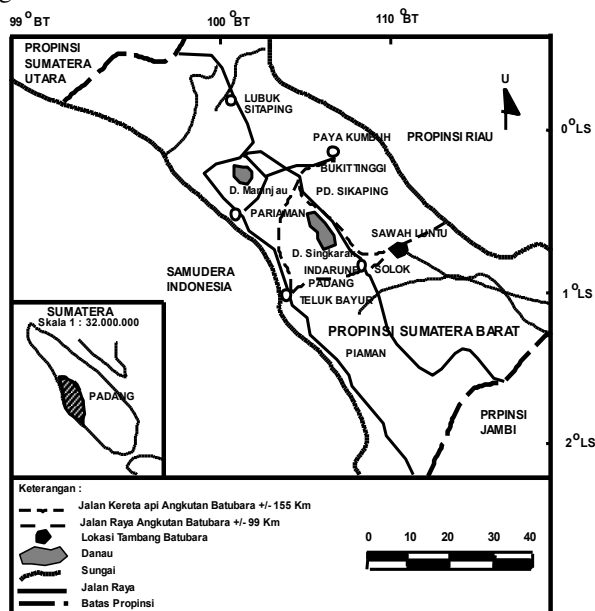 99 ° BT
100 °BT
110 °BT
PROPINSI
SUMATERA
UTARA
U
LUBUK
SITAPING
0°LS
PAYA KUMBUH
PROPINSI RIAU
BUKITTINGGI
D. Maninjau
PD. SIKAPING
PARIAMAN
SAWAH LUNTU
D. Singkarak
SAMUDERA
INDONESIA
INDARUNG
SOLOK
PADANG
TELUK BAYUR
1°LS
SUMATERA
Skala 1 : 32.000.000
PROPINSI SUMATERA BARAT
PIAMAN
PADANG
PRPINSI
JAMBI
2°LS
Keterangan :
Jalan Kereta api Angkutan Batubara +/- 155 Km
Jalan Raya Angkutan Batubara +/- 99 Km
Lokasi Tambang Batubara
Danau
Sungai
Jalan Raya
Batas Propinsi
0 10 20 30 40